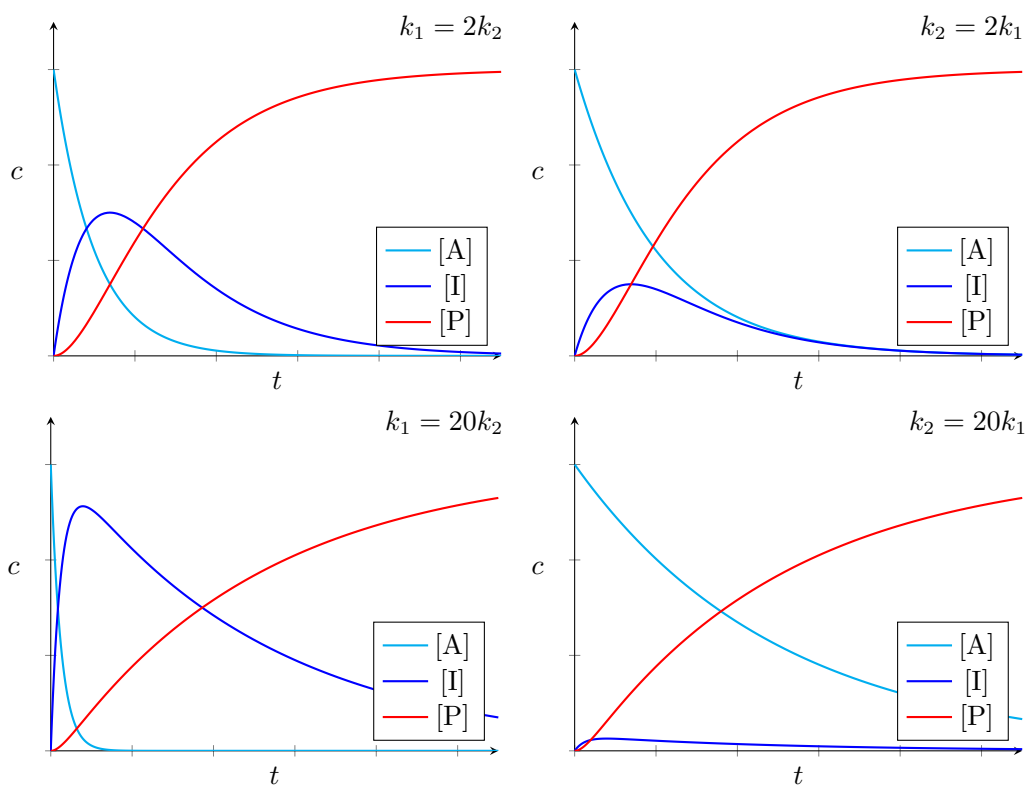 k₁ = 2k₂
c
[A]
[I]
[P]
t
k₂ = 2k₁
c
[A]
[I]
[P]
t
k₁ = 20k₂
c
[A]
[I]
[P]
t
k₂ = 20k₁
c
[A]
[I]
[P]
t